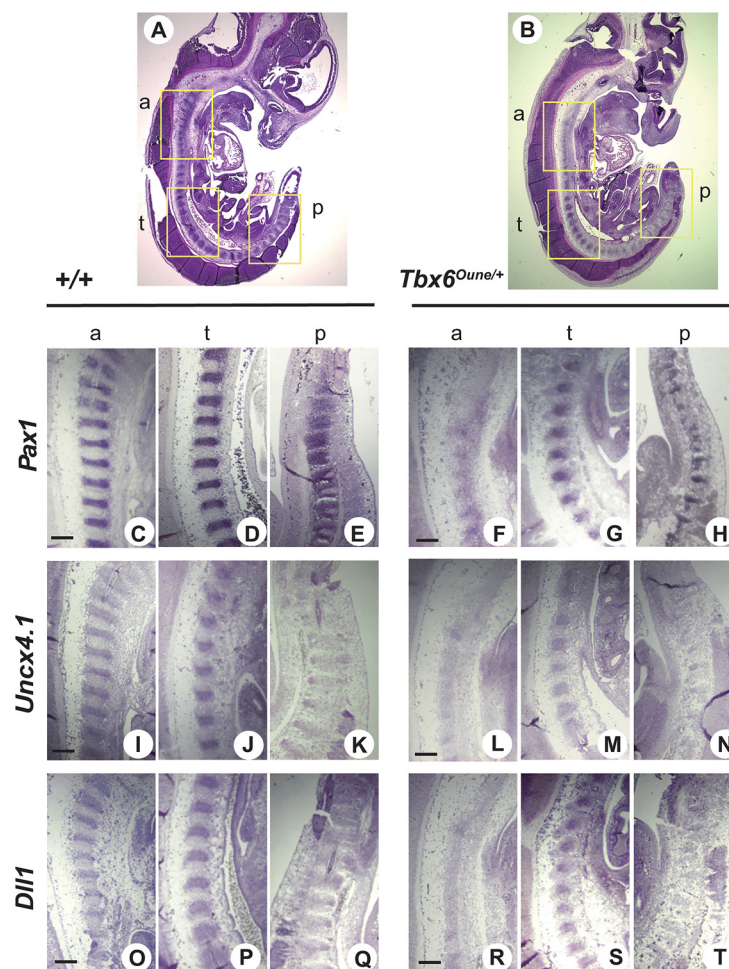 A B
a a
p p
t t
+/+ Tbx6Oune/+
a t p a t p
Pax1
C D E F G H
Uncx4.1
I J K L M N
Dll1
O P Q R S T